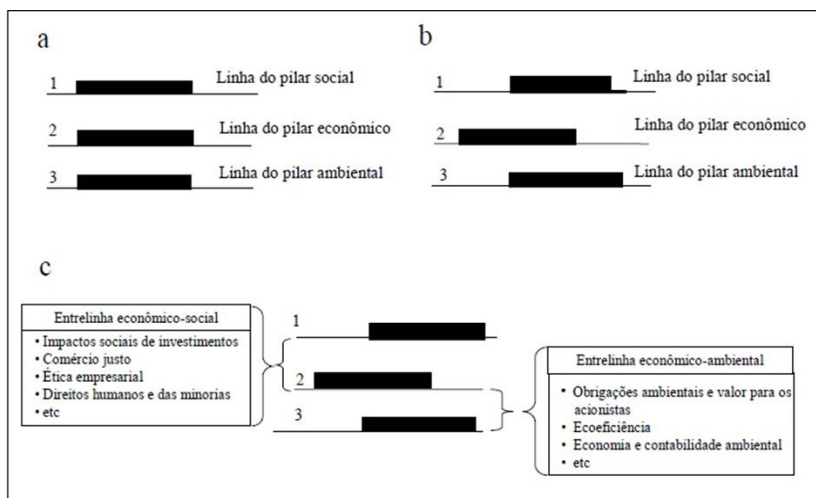 a
1 Linha do pilar social
2 Linha do pilar econômico
3 Linha do pilar ambiental
b
1 Linha do pilar social
2 Linha do pilar econômico
3 Linha do pilar ambiental
c
Entrelinha econômico-social
• Impactos sociais de investimentos
• Comércio justo
• Ética empresarial
• Direitos humanos e das minorias
• etc
1
2
3
Entrelinha econômico-ambiental
• Obrigações ambientais e valor para os
acionistas
• Ecoeficiência
• Economia e contabilidade ambiental
• etc